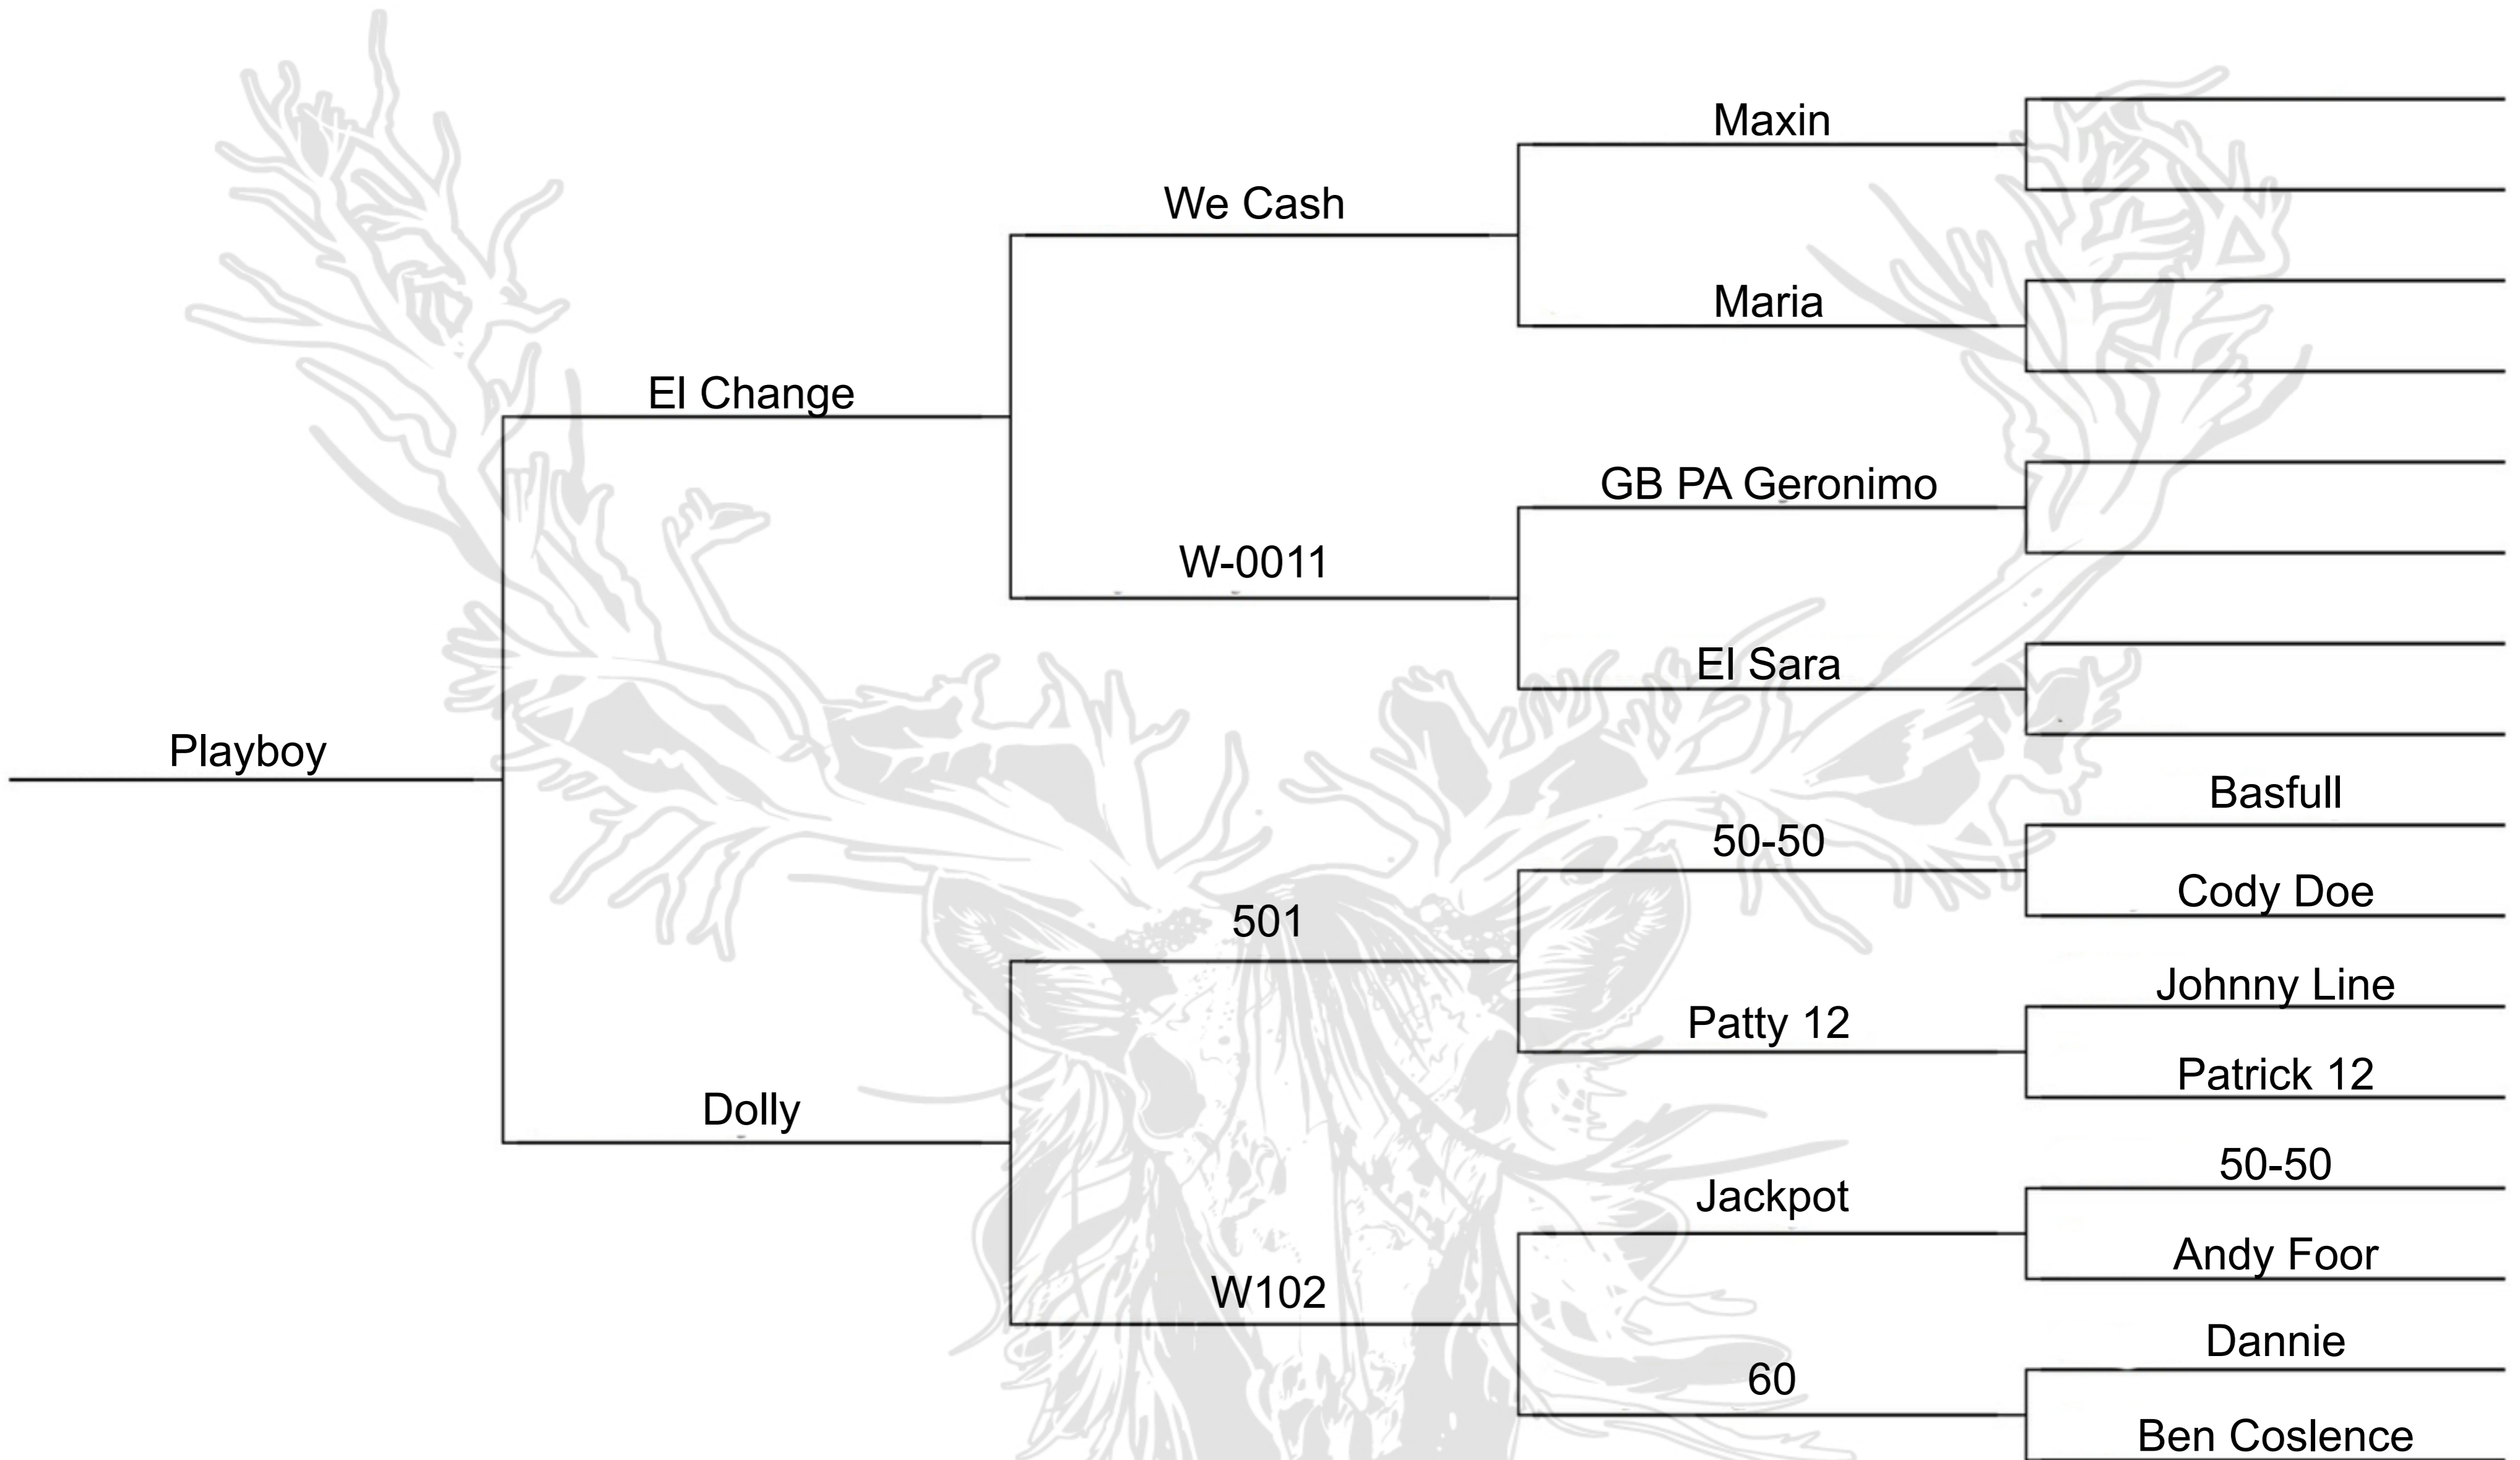 Maxin
We Cash
Maria
El Change
GB PA Geronimo
W-0011
El Sara
Playboy
Basfull
50-50
Cody Doe
501
Johnny Line
Patty 12
Patrick 12
Dolly
50-50
Jackpot
Andy Foor
W102
Dannie
60
Ben Coslence